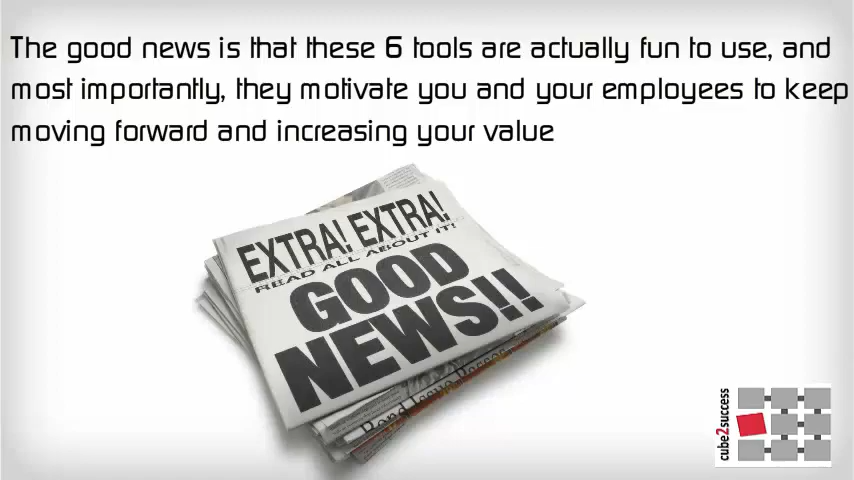 The good news is that these 6 tools are actually fun to use, and
most importantly, they motivate you and your employees to keep
moving forward and increasing your value
EXTRA! EXTRA!
READ ALL ABOUT IT!
GOOD
NEWS!!
cube2success